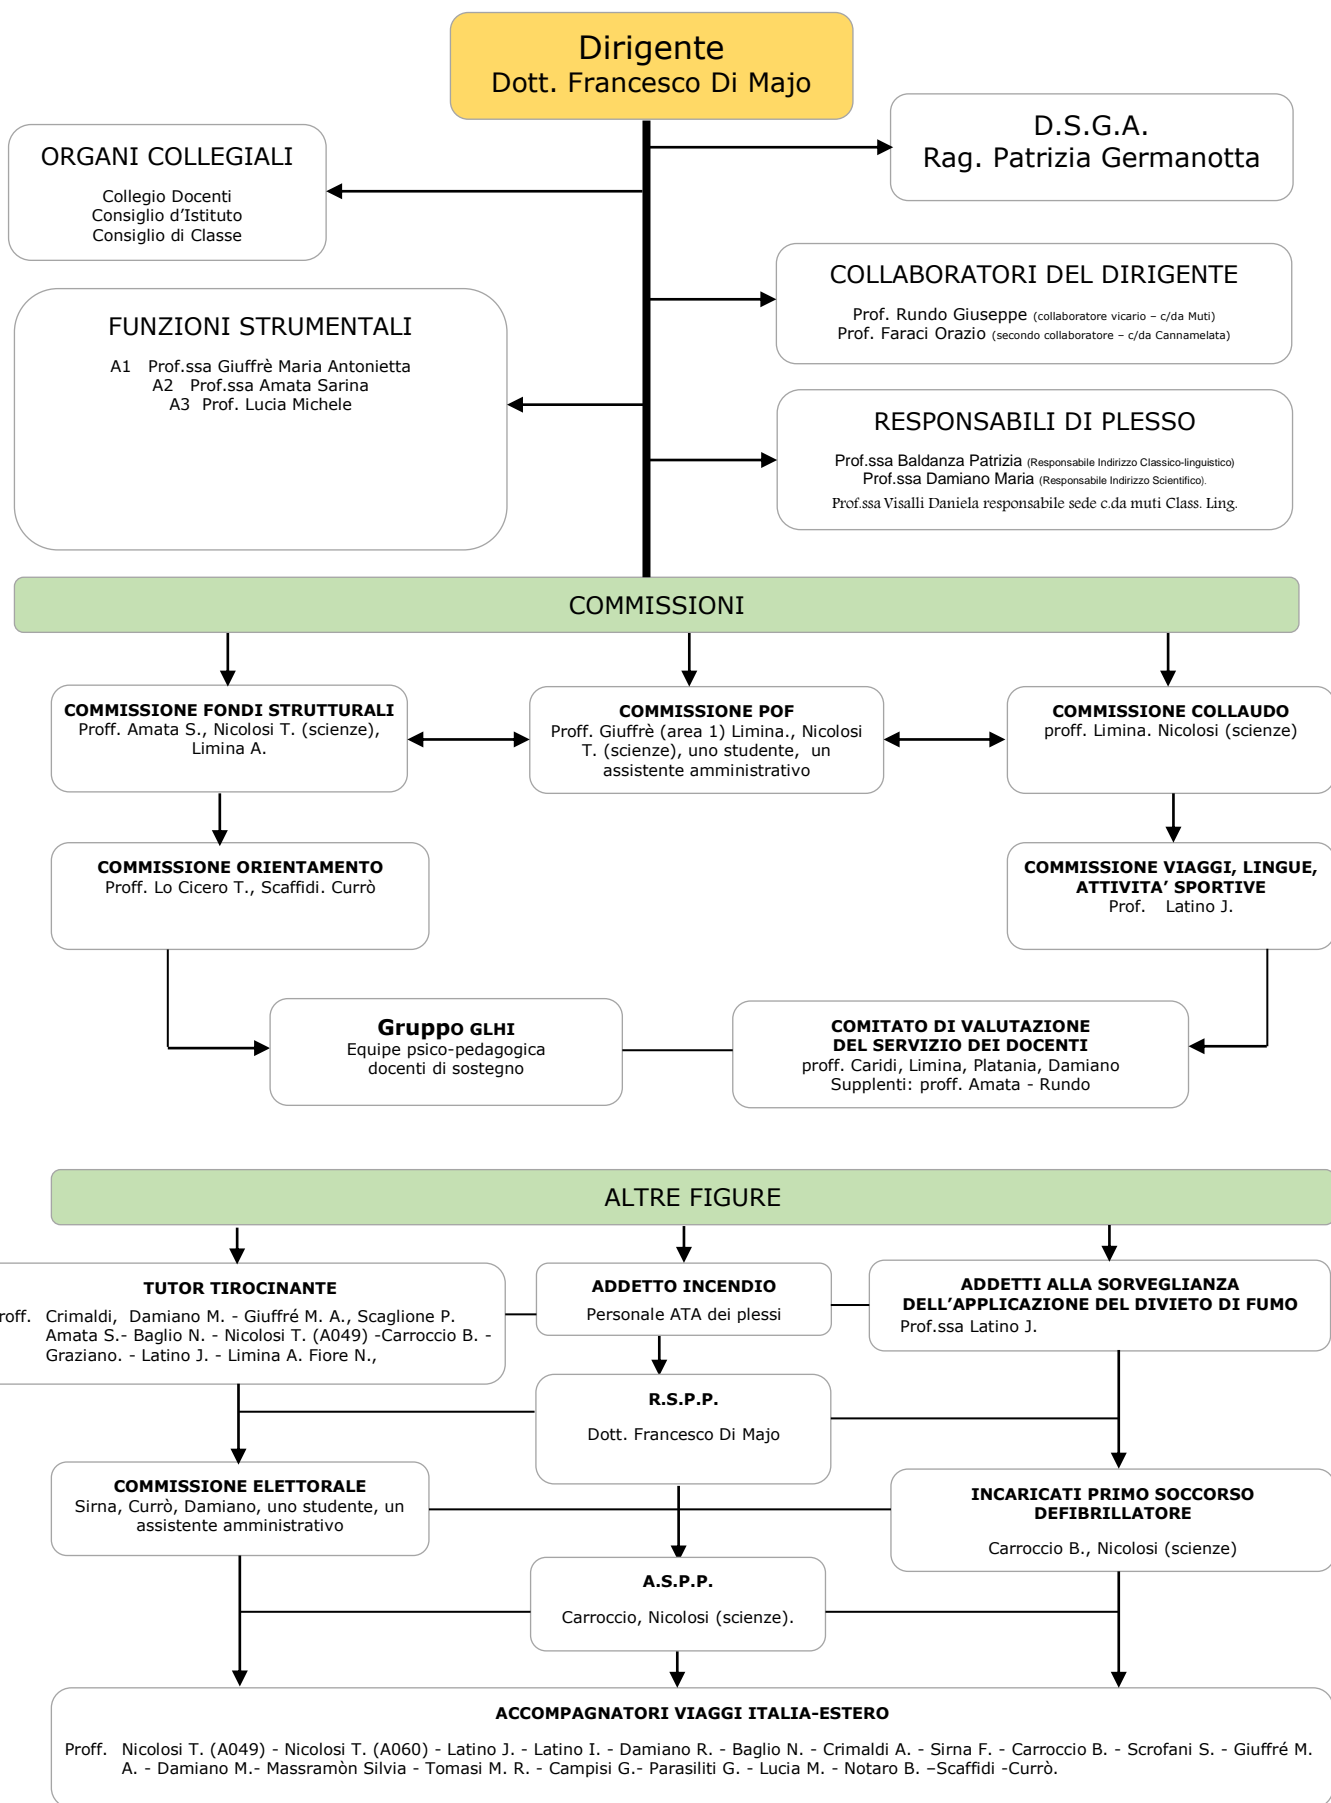 Dirigente
Dott. Francesco Di Majo
D.S.G.A.
Rag. Patrizia Germanotta
ORGANI COLLEGIALI
Collegio Docenti
Consiglio d’Istituto
Consiglio di Classe
COLLABORATORI DEL DIRIGENTE
Prof. Rundo Giuseppe (collaboratore vicario – c/da Muti)
Prof. Faraci Orazio (secondo collaboratore – c/da Cannamelata)
FUNZIONI STRUMENTALI
A1 Prof.ssa Giuffrè Maria Antonietta
A2 Prof.ssa Amata Sarina
A3 Prof. Lucia Michele
RESPONSABILI DI PLESSO
Prof.ssa Baldanza Patrizia (Responsabile Indirizzo Classico-linguistico)
Prof.ssa Damiano Maria (Responsabile Indirizzo Scientifico).
Prof.ssa Visalli Daniela responsabile sede c.da muti Class. Ling.
COMMISSIONI
COMMISSIONE FONDI STRUTTURALI
Proff. Amata S., Nicolosi T. (scienze),
Limina A.
COMMISSIONE POF
Proff. Giuffrè (area 1) Limina., Nicolosi
T. (scienze), uno studente, un
assistente amministrativo
COMMISSIONE COLLAUDO
proff. Limina. Nicolosi (scienze)
COMMISSIONE ORIENTAMENTO
Proff. Lo Cicero T., Scaffidi. Currò
COMMISSIONE VIAGGI, LINGUE,
ATTIVITA’ SPORTIVE
Prof. Latino J.
Gruppo GLHI
Equipe psico-pedagogica
docenti di sostegno
COMITATO DI VALUTAZIONE
DEL SERVIZIO DEI DOCENTI
proff. Caridi, Limina, Platania, Damiano
Supplenti: proff. Amata - Rundo
ALTRE FIGURE
TUTOR TIROCINANTE
roff. Crimaldi, Damiano M. - Giuffré M. A., Scaglione P.
Amata S.- Baglio N. - Nicolosi T. (A049) -Carroccio B. -
Graziano. - Latino J. - Limina A. Fiore N.,
ADDETTO INCENDIO
Personale ATA dei plessi
ADDETTI ALLA SORVEGLIANZA
DELL’APPLICAZIONE DEL DIVIETO DI FUMO
Prof.ssa Latino J.
R.S.P.P.
Dott. Francesco Di Majo
COMMISSIONE ELETTORALE
Sirna, Currò, Damiano, uno studente, un
assistente amministrativo
INCARICATI PRIMO SOCCORSO
DEFIBRILLATORE
Carroccio B., Nicolosi (scienze)
A.S.P.P.
Carroccio, Nicolosi (scienze).
ACCOMPAGNATORI VIAGGI ITALIA-ESTERO
Proff. Nicolosi T. (A049) - Nicolosi T. (A060) - Latino J. - Latino I. - Damiano R. - Baglio N. - Crimaldi A. - Sirna F. - Carroccio B. - Scrofani S. - Giuffré M.
A. - Damiano M.- Massramòn Silvia - Tomasi M. R. - Campisi G.- Parasiliti G. - Lucia M. - Notaro B. –Scaffidi -Currò.